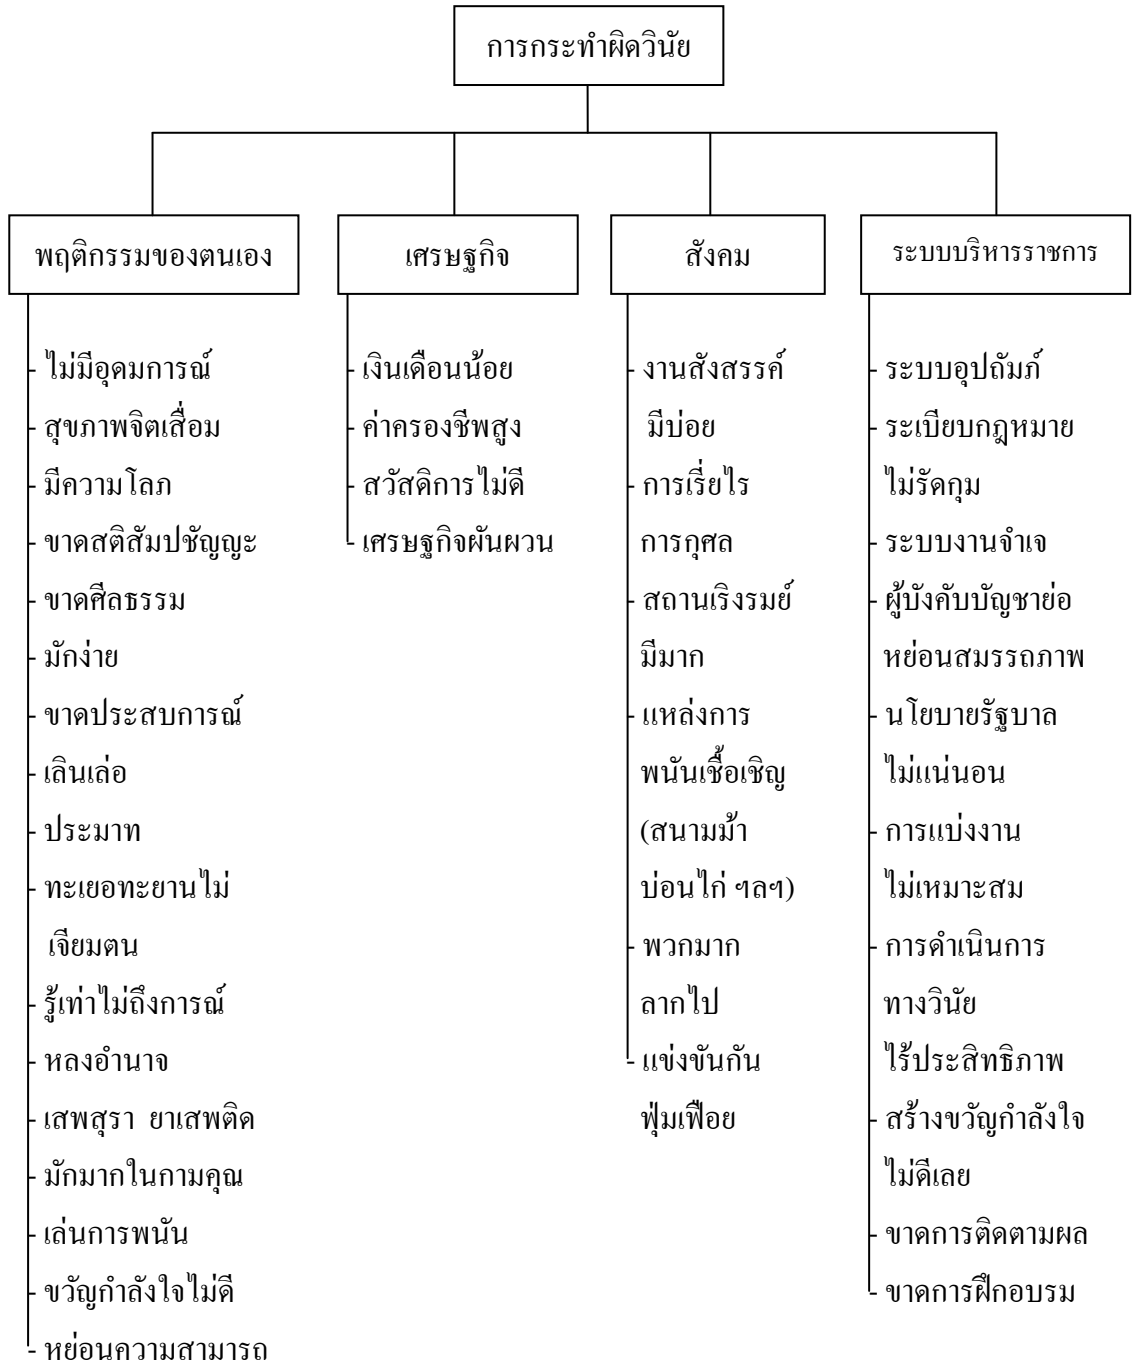 การกระทำผิดวินัย
พฤติกรรมของตนเอง
- ไม่มีอุดมการณ์
- สุขภาพจิตเสื่อม
- มีความโลภ
- ขาดสติสัมปชัญญะ
- ขาดศีลธรรม
- มักง่าย
- ขาดประสบการณ์
- เลินเล่อ
- ประมาท
- ทะเยอทะยานไม่
เจียมตน
- รู้เท่าไม่ถึงการณ์
- หลงอำนาจ
- เสพสุรา ยาเสพติด
- มักมากในกามคุณ
- เล่นการพนัน
- ขวัญกำลังใจไม่ดี
- หย่อนความสามารถ
เศรษฐกิจ
- เงินเดือนน้อย
- ค่าครองชีพสูง
- สวัสดิการไม่ดี
- เศรษฐกิจผันผวน
สังคม
- งานสังสรรค์
มีบ่อย
- การเรี่ยไร
การกุศล
- สถานเริงรมย์
มีมาก
- แหล่งการ
พนันเชื้อเชิญ
(สนามม้า
บ่อนไก่ ฯลฯ)
- พวกมาก
ลากไป
- แข่งขันกัน
ฟุ่มเฟือย
ระบบบริหารราชการ
- ระบบอุปถัมภ์
- ระเบียบกฎหมาย
ไม่รัดกุม
- ระบบงานจำเจ
- ผู้บังคับบัญชาย่อ
หย่อนสมรรถภาพ
- นโยบายรัฐบาล
ไม่แน่นอน
- การแบ่งงาน
ไม่เหมาะสม
- การดำเนินการ
ทางวินัย
ไร้ประสิทธิภาพ
- สร้างขวัญกำลังใจ
ไม่ดีเลย
- ขาดการติดตามผล
- ขาดการฝึกอบรม